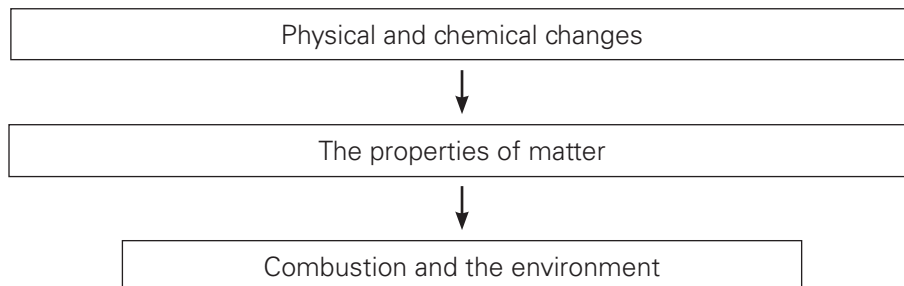 Physical and chemical changes
The properties of matter
Combustion and the environment